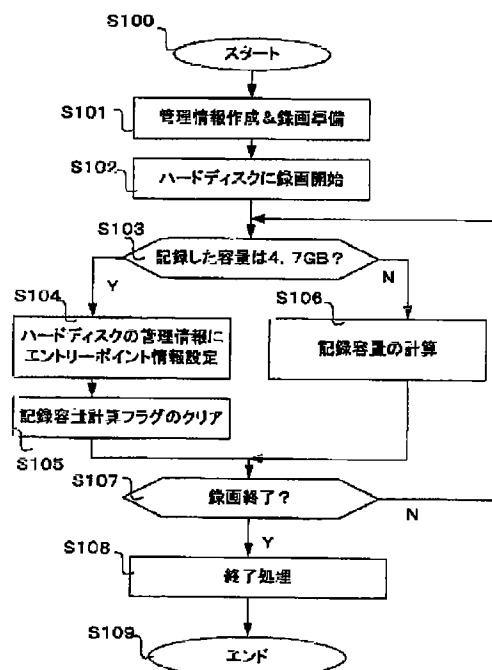 S100
スタート
S101
管理情報作成&録画準備
S102
ハードディスクに録画開始
S103
記録した容量は4.7GB?
Y
N
S104
ハードディスクの管理情報に
エントリーポイント情報設定
S106
記録容量の計算
記録容量計算フラグのクリア
S105
S107
録画終了?
N
Y
S108
終了処理
S109
エンド